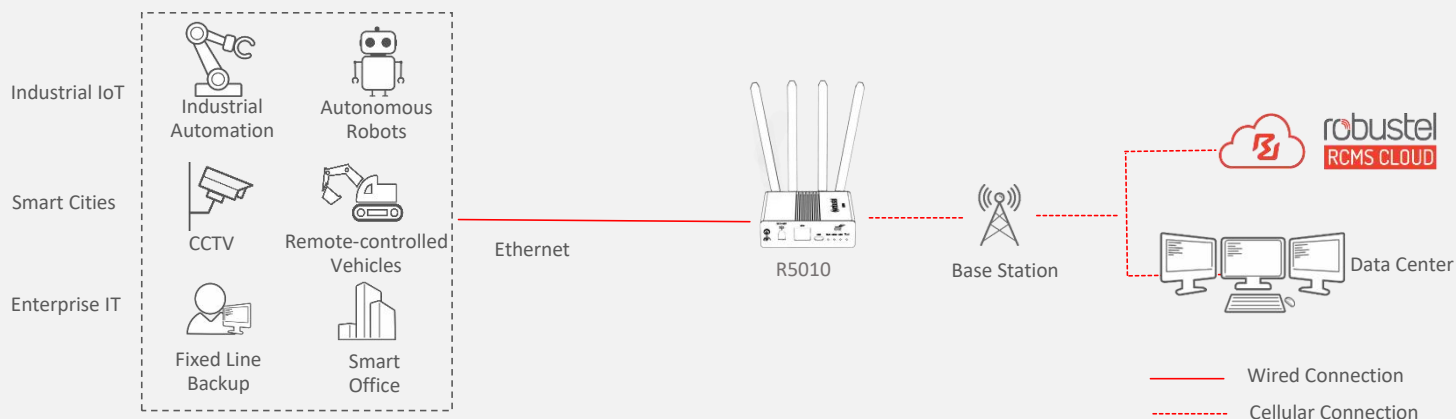 Industrial IoT
Industrial
Automation
Autonomous
Robots
Smart Cities
CCTV
Remote-controlled
Vehicles
Enterprise IT
Fixed Line
Backup
Smart
Office
Ethernet
R5010
Base Station
robustel
RCMS CLOUD
Data Center
Wired Connection
Cellular Connection